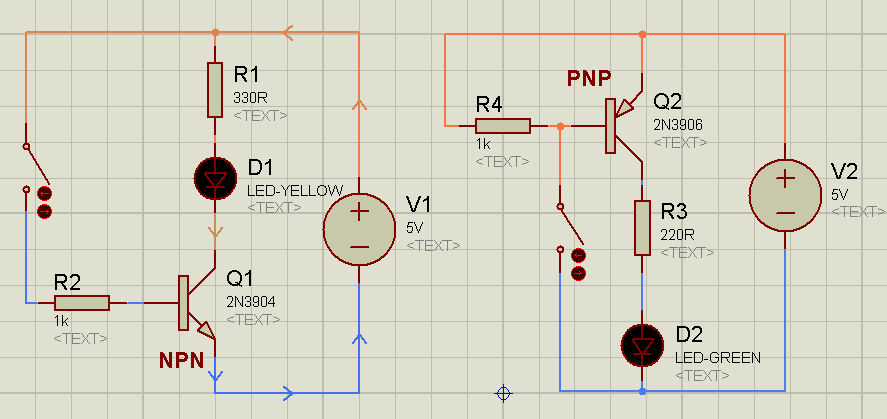 R1
330R
<TEXT>
D1
LED-YELLOW
<TEXT>
V1
5V
<TEXT>
R2
1k
<TEXT>
Q1
2N3904
<TEXT>
NPN
PNP
R4
1k
<TEXT>
Q2
2N3906
<TEXT>
R3
220R
<TEXT>
V2
5V
<TEXT>
D2
LED-GREEN
<TEXT>